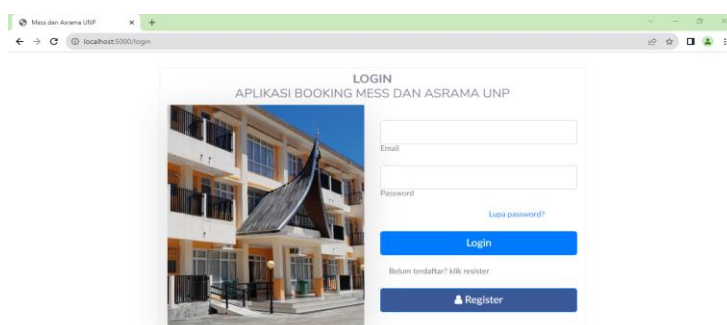 Mess dan Asrama UNP
localhost:5000/login
LOGIN
APLIKASI BOOKING MESS DAN ASRAMA UNP
Email
Password
Lupa password?
Login
Belum terdaftar? klik resister
Register